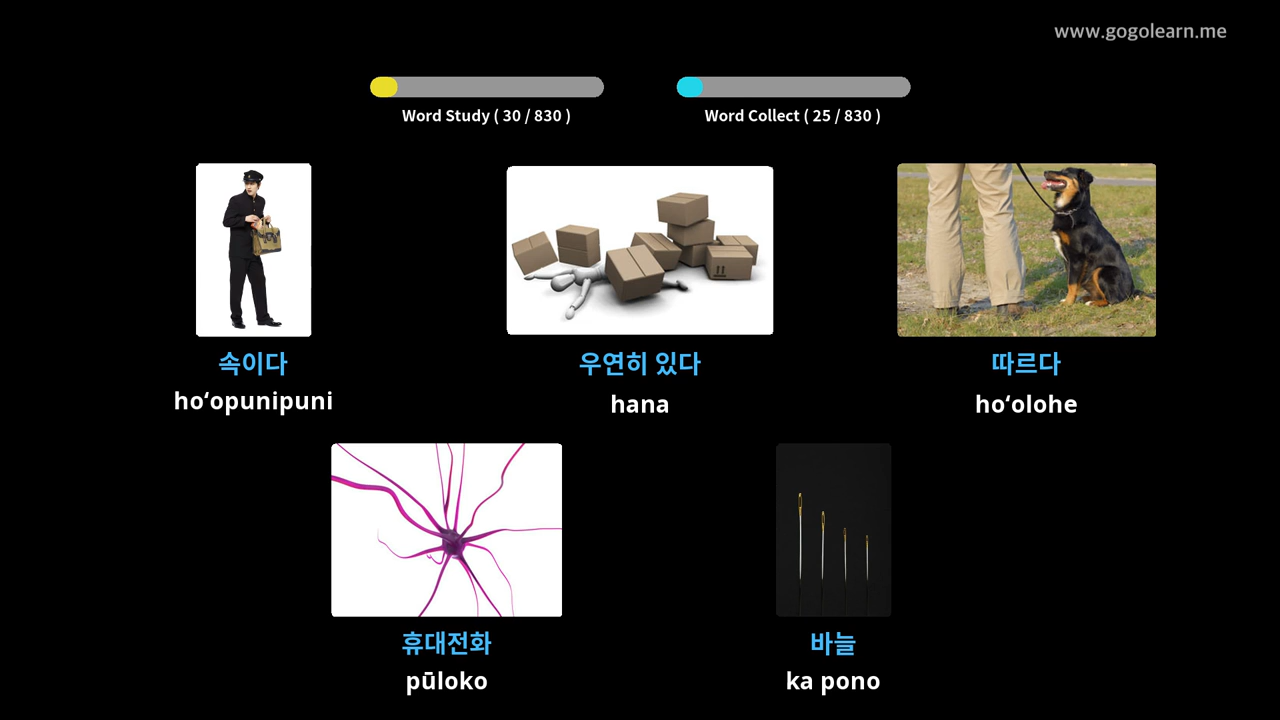 www.gogolearn.me
Word Study ( 30 / 830 )
Word Collect ( 25 / 830 )
속이다
우연히 있다
따르다
hoʻopunipuni
hana
hoʻolohe
휴대전화
바늘
pūloko
ka pono